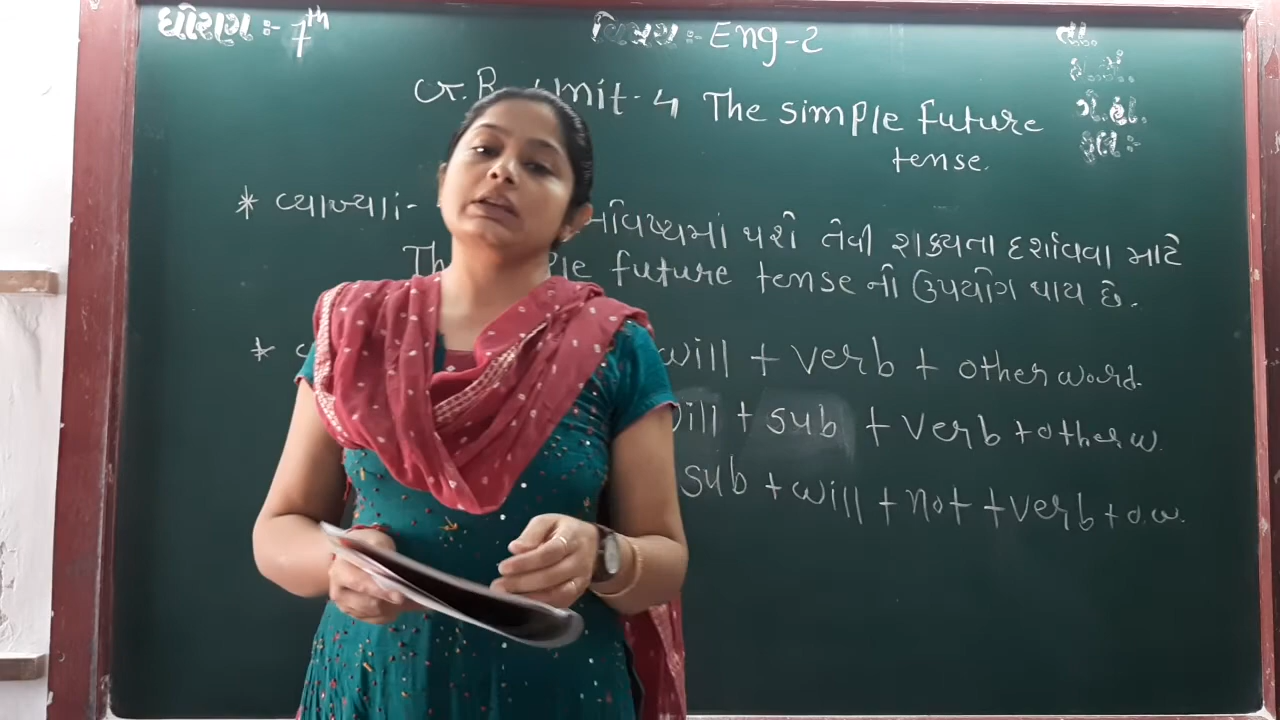 ધોરણ :- 7th
વિષય :- Eng-2
તા.
ગે.હા.
કુલ :-
Unit-4 The simple future
tense.
* વ્યાખ્યા :- ભવિષ્યમાં થશે તેવી શક્યતા દર્શાવવા માટે
future tense નો ઉપયોગ થાય છે.
* will + verb + other word.
will + sub + verb + other w.
sub + will + not + verb + o.w.